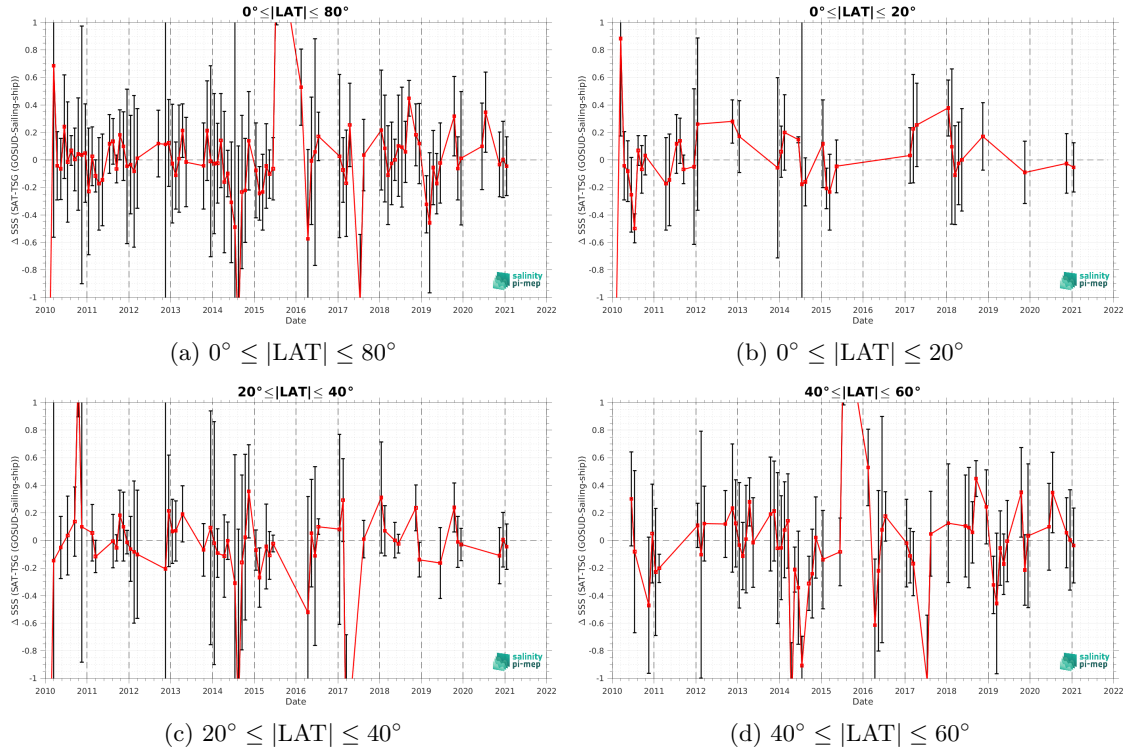 0°≤|LAT|≤ 80°
Δ SSS (SAT-TSG (GOSUD-Sailing-ship))
1
0.8
0.6
0.4
0.2
0
-0.2
-0.4
-0.6
-0.8
-1
2010 2011 2012 2013 2014 2015 2016 2017 2018 2019 2020 2021 2022
Date
salinity
pi-mep
(a) 0° ≤ |LAT| ≤ 80°
0°≤|LAT|≤ 20°
Δ SSS (SAT-TSG (GOSUD-Sailing-ship))
1
0.8
0.6
0.4
0.2
0
-0.2
-0.4
-0.6
-0.8
-1
2010 2011 2012 2013 2014 2015 2016 2017 2018 2019 2020 2021 2022
Date
salinity
pi-mep
(b) 0° ≤ |LAT| ≤ 20°
20°≤|LAT|≤ 40°
Δ SSS (SAT-TSG (GOSUD-Sailing-ship))
1
0.8
0.6
0.4
0.2
0
-0.2
-0.4
-0.6
-0.8
-1
2010 2011 2012 2013 2014 2015 2016 2017 2018 2019 2020 2021 2022
Date
salinity
pi-mep
(c) 20° ≤ |LAT| ≤ 40°
40°≤|LAT|≤ 60°
Δ SSS (SAT-TSG (GOSUD-Sailing-ship))
1
0.8
0.6
0.4
0.2
0
-0.2
-0.4
-0.6
-0.8
-1
2010 2011 2012 2013 2014 2015 2016 2017 2018 2019 2020 2021 2022
Date
salinity
pi-mep
(d) 40° ≤ |LAT| ≤ 60°